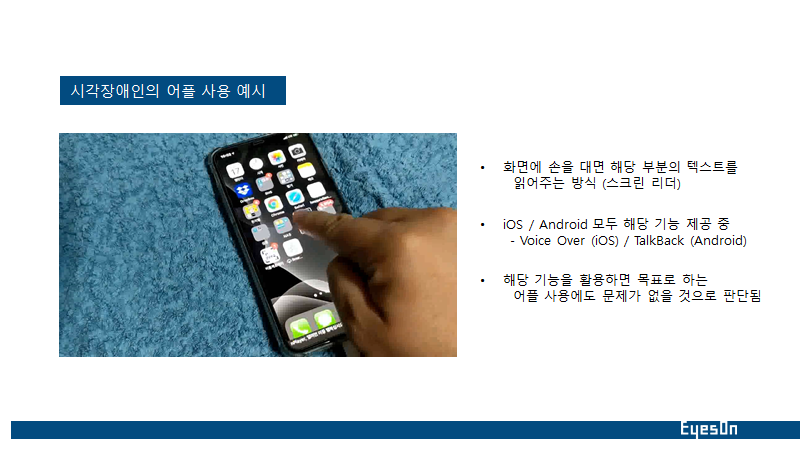 시각장애인의 어플 사용 예시
• 화면에 손을 대면 해당 부분의 텍스트를
읽어주는 방식 (스크린 리더)
• iOS / Android 모두 해당 기능 제공 중
- Voice Over (iOS) / TalkBack (Android)
• 해당 기능을 활용하면 목표로 하는
어플 사용에도 문제가 없을 것으로 판단됨
17
Dropbox
Chrome
EyesOn